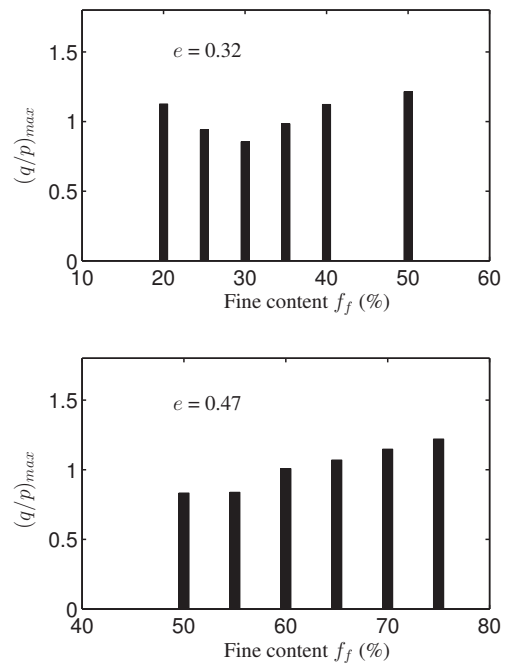 e = 0.32
(q/p)max
1.5
1
0.5
0
10 20 30 40 50 60
Fine content ff (%)
e = 0.47
(q/p)max
1.5
1
0.5
0
40 50 60 70 80
Fine content ff (%)